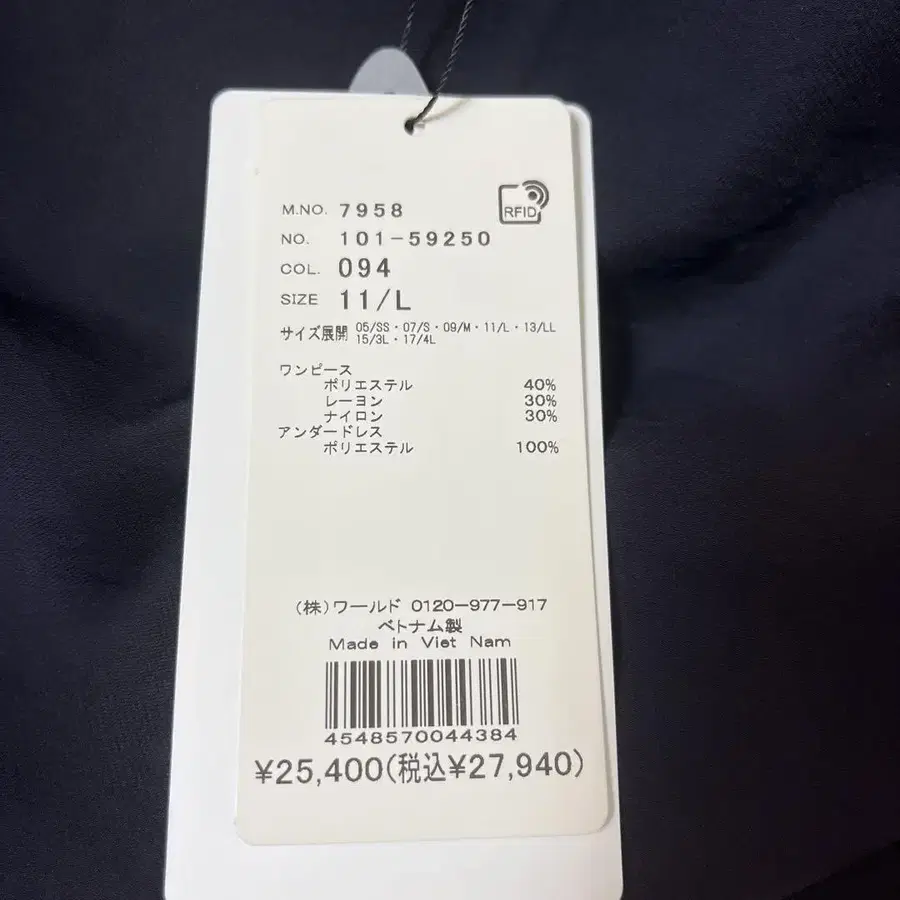 RFID
M.NO. 7958
NO. 101-59250
COL. 094
SIZE 11/L
サイズ展開 05/SS・07/S・09/M・11/L・13/LL
15/3L・17/4L
ワンピース
ポリエステル 40%
レーヨン 30%
ナイロン 30%
アンダードレス
ポリエステル 100%
(株)ワールド 0120-977-917
ベトナム製
Made in Viet Nam
4548570044384
¥25,400(税込¥27,940)